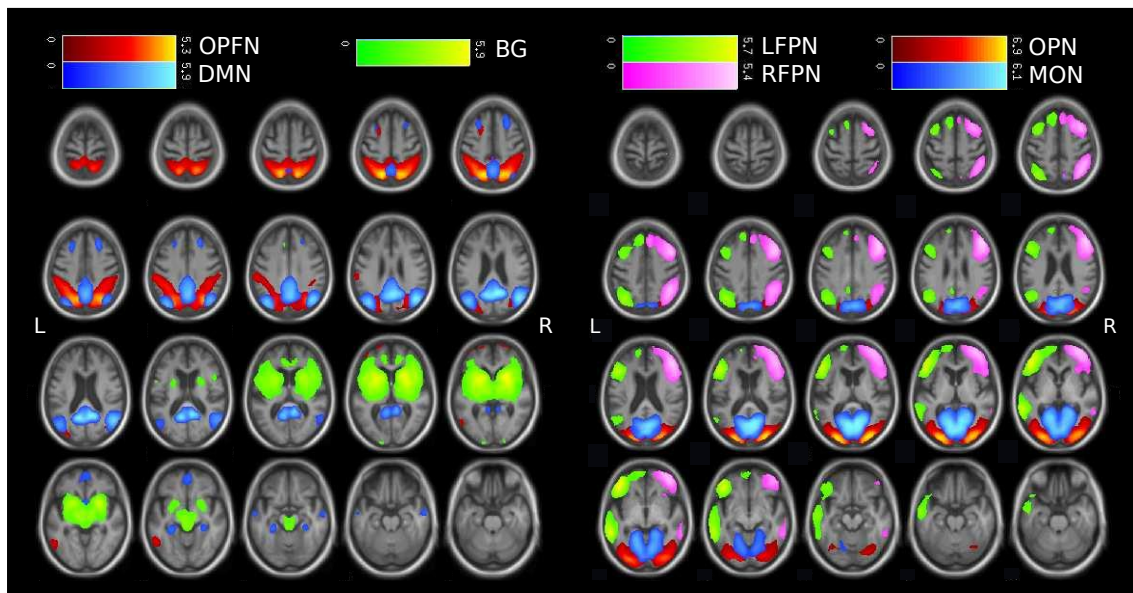 0 5.3 OPFN
0 5.9 DMN
0 5.9 BG
0 5.7 LFPN
0 5.4 RFPN
0 6.9 OPN
0 6.1 MON
L R
L R